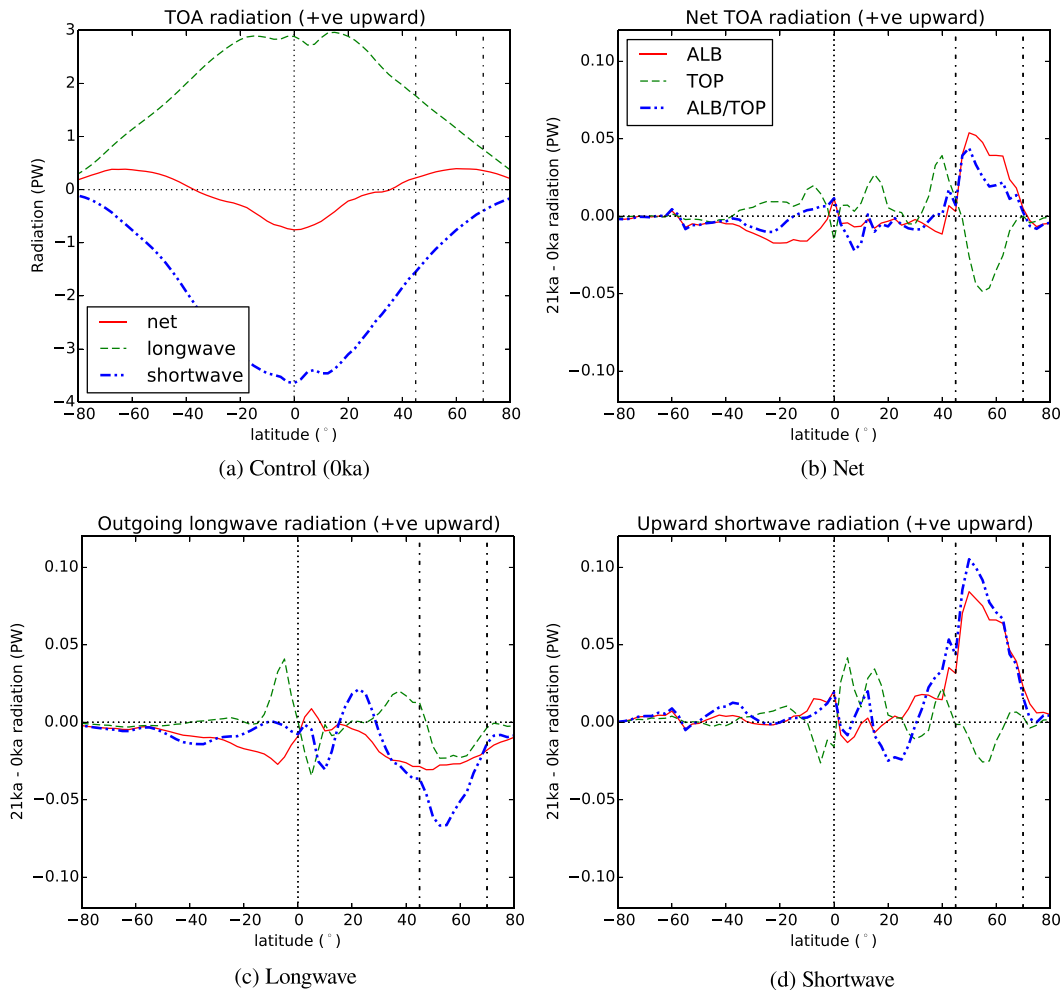 TOA radiation (+ve upward)
Radiation (PW)
3
2
1
0
−1
−2
−3
−4
net
longwave
shortwave
−80 −60 −40 −20 0 20 40 60 80
latitude (°)
(a) Control (0ka)
Net TOA radiation (+ve upward)
21ka - 0ka radiation (PW)
0.10
0.05
0.00
−0.05
−0.10
ALB
TOP
ALB/TOP
−80 −60 −40 −20 0 20 40 60 80
latitude (°)
(b) Net
Outgoing longwave radiation (+ve upward)
21ka - 0ka radiation (PW)
0.10
0.05
0.00
−0.05
−0.10
−80 −60 −40 −20 0 20 40 60 80
latitude (°)
(c) Longwave
Upward shortwave radiation (+ve upward)
21ka - 0ka radiation (PW)
0.10
0.05
0.00
−0.05
−0.10
−80 −60 −40 −20 0 20 40 60 80
latitude (°)
(d) Shortwave